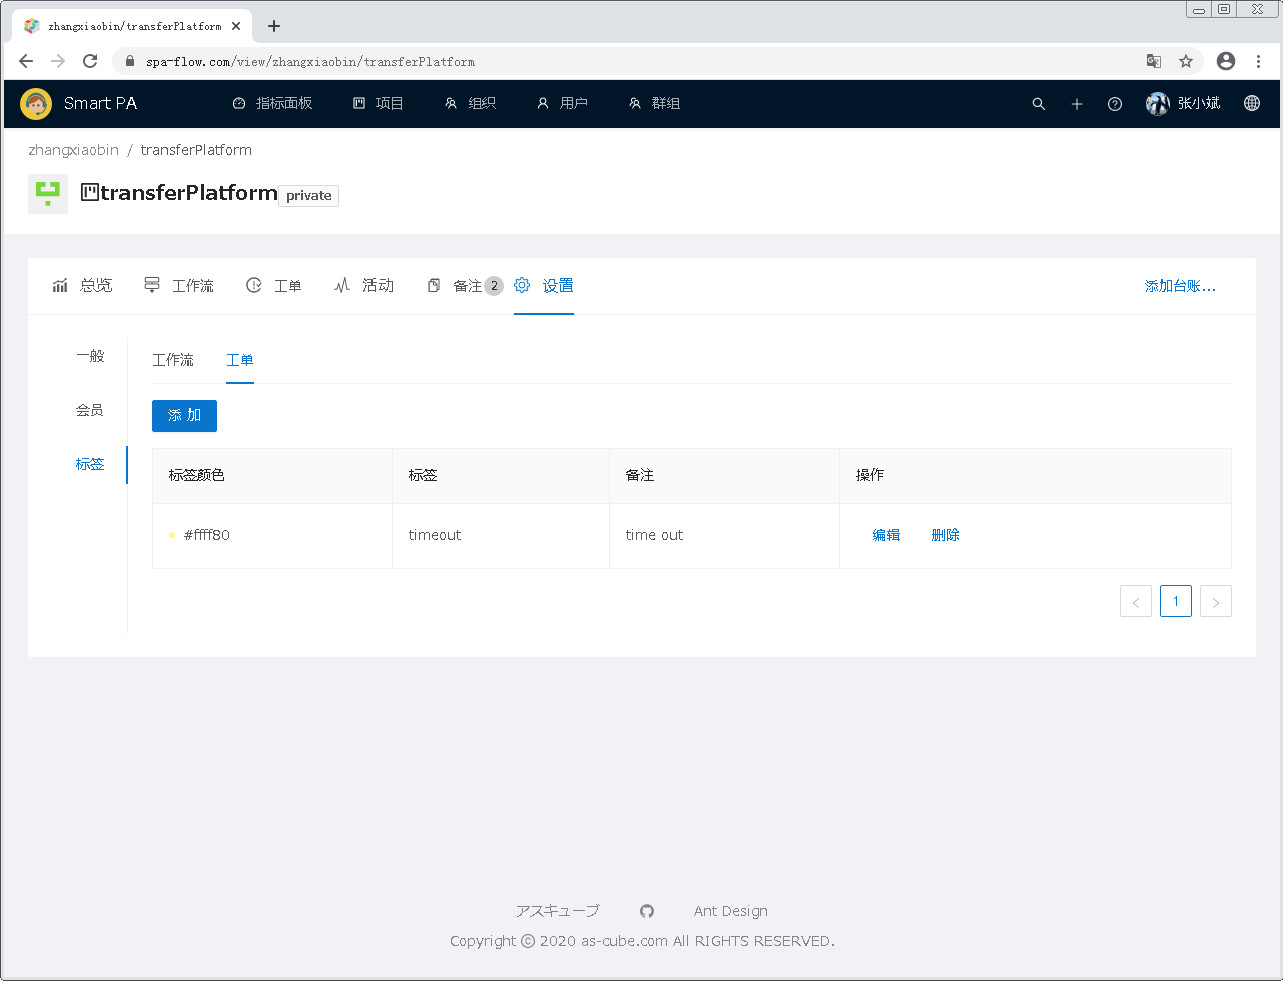 zhangxiaobin/transferPlatform
spa-flow.com/view/zhangxiaobin/transferPlatform
Smart PA 指标面板 项目 组织 用户 群组 张小斌
zhangxiaobin / transferPlatform
transferPlatform private
总览 工作流 工单 活动 备注 2 设置 添加台账...
一般
会员
标签
工作流 工单
添 加
标签颜色 标签 备注 操作
#ffff80 timeout time out 编辑 删除
< 1 >
アスキューブ Ant Design
Copyright © 2020 as-cube.com All RIGHTS RESERVED.